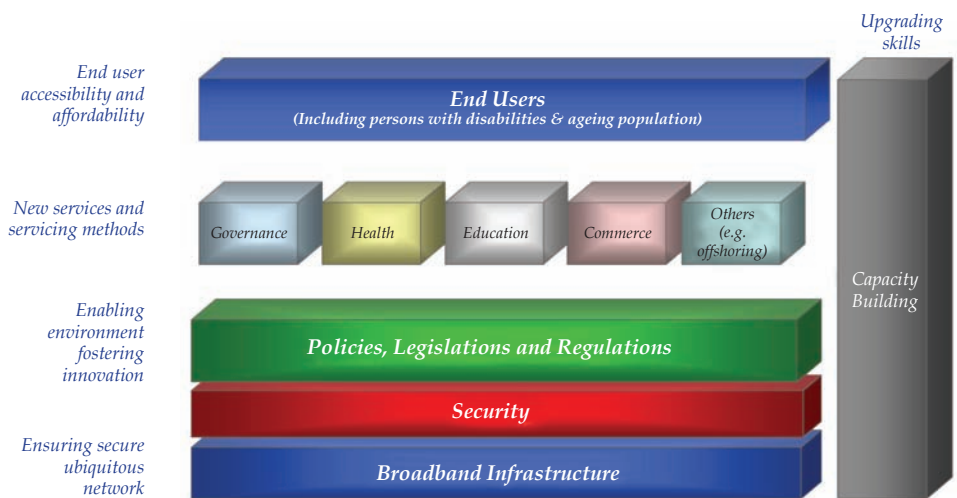 Upgrading
skills
End user
accessibility and
affordability
End Users
(Including persons with disabilities & ageing population)
New services and
servicing methods
Governance
Health
Education
Commerce
Others
(e.g.
offshoring)
Capacity
Building
Enabling
environment
fostering
innovation
Policies, Legislations and Regulations
Security
Ensuring secure
ubiquitous
network
Broadband Infrastructure